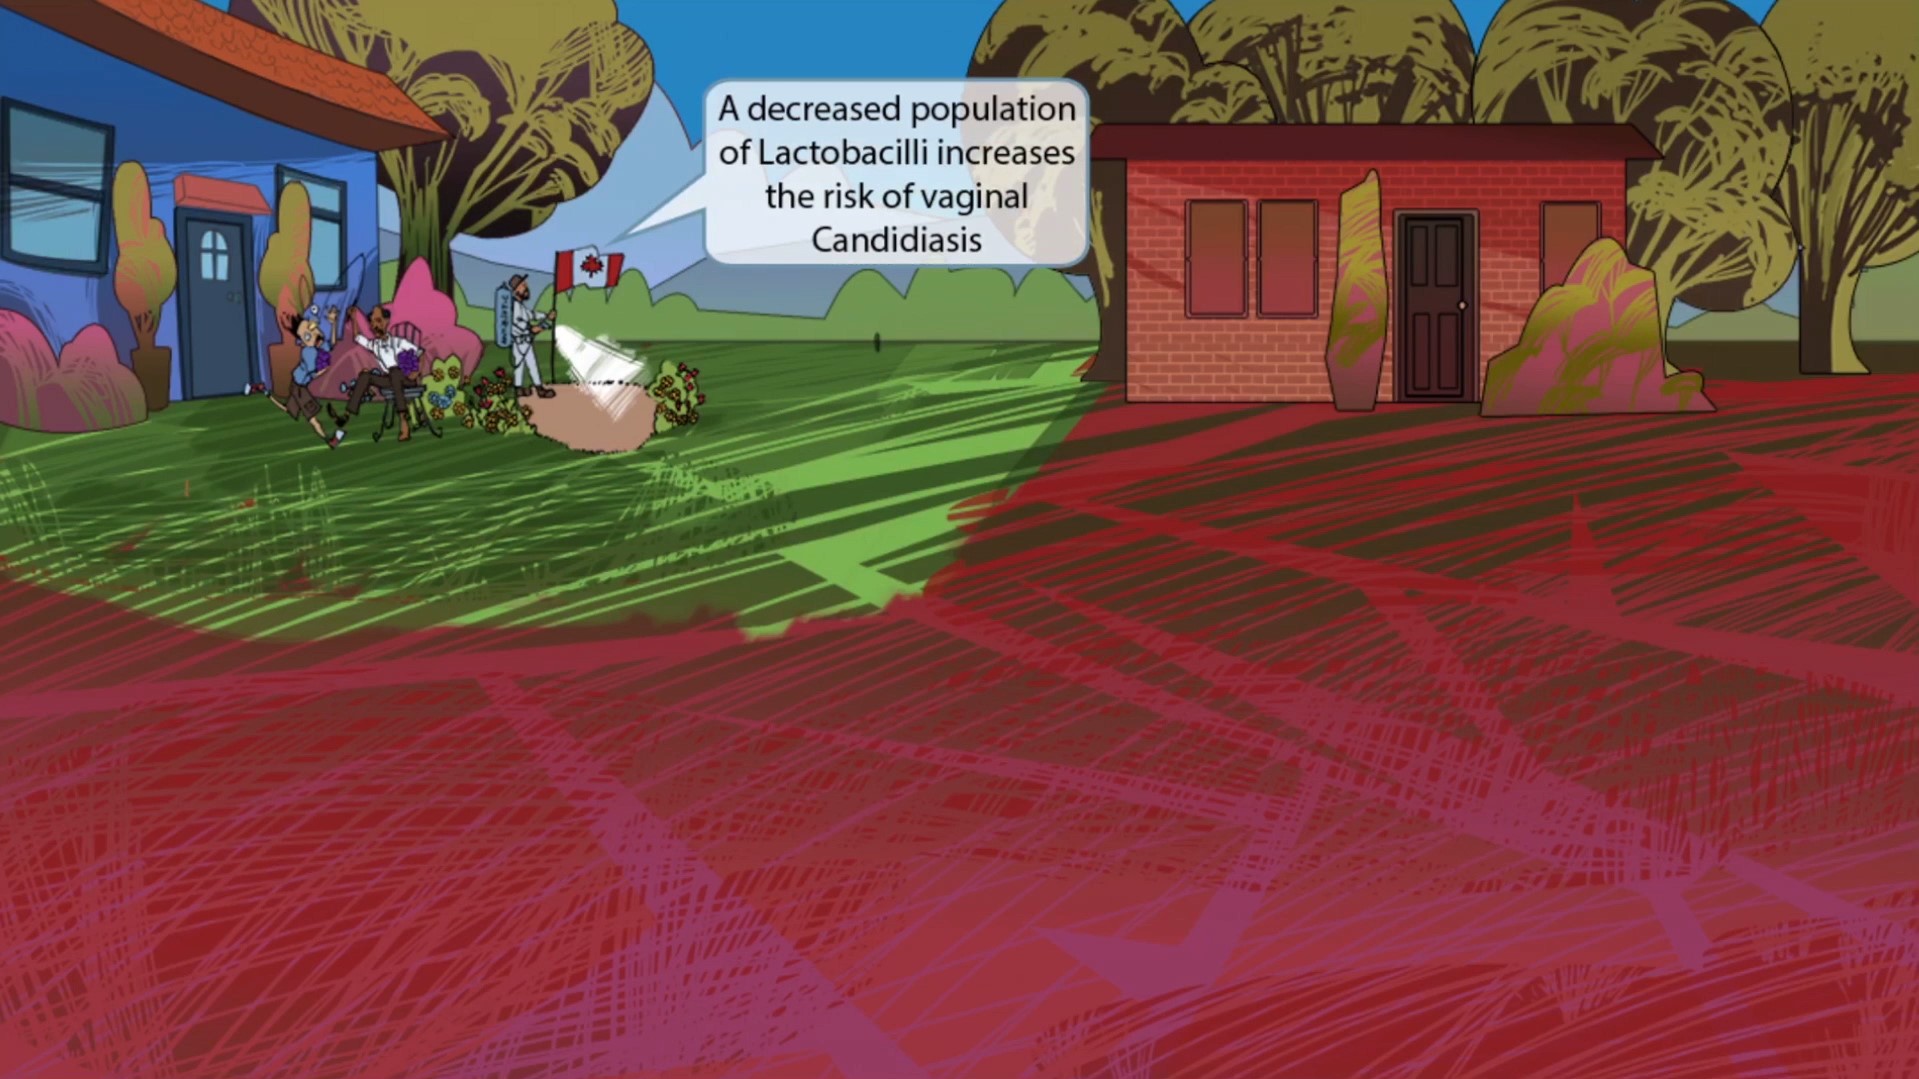 A decreased population
of Lactobacilli increases
the risk of vaginal
Candidiasis